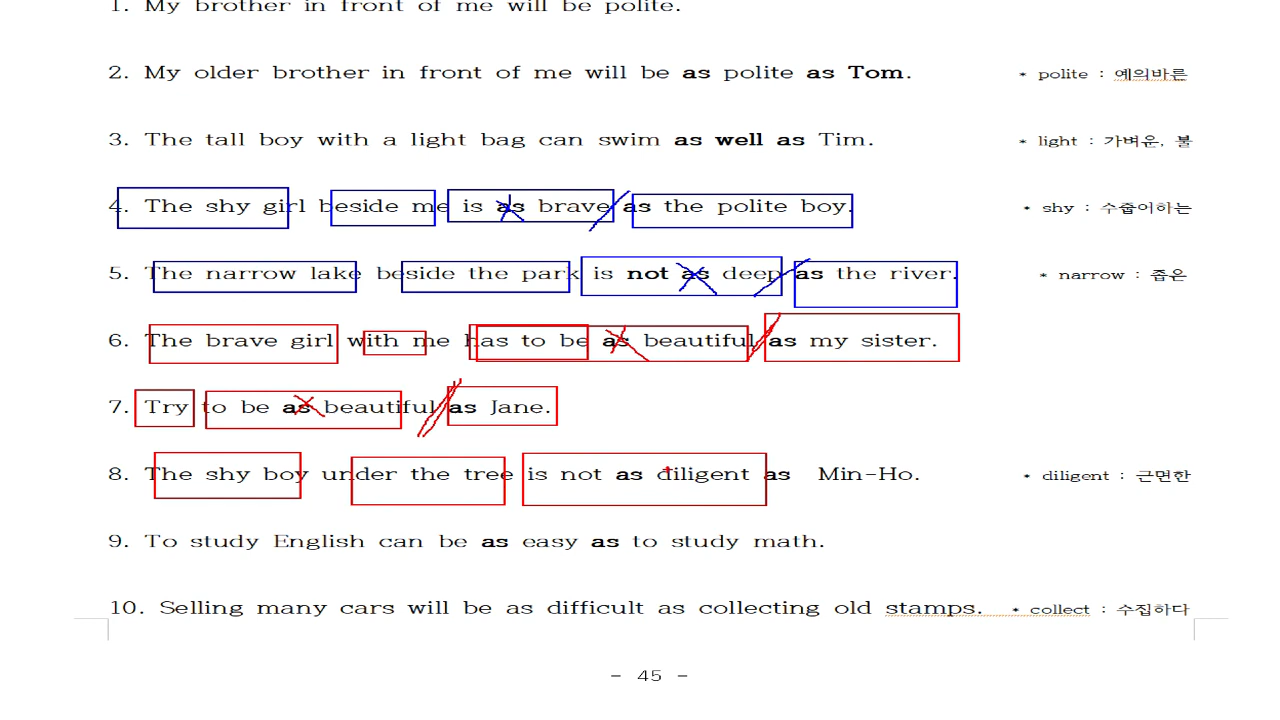 1. My brother in front of me will be polite.
2. My older brother in front of me will be as polite as Tom. * polite : 예의바른
3. The tall boy with a light bag can swim as well as Tim. * light : 가벼운, 불
4. The shy girl beside me is as brave as the polite boy. * shy : 수줍어하는
5. The narrow lake beside the park is not as deep as the river. * narrow : 좁은
6. The brave girl with me has to be as beautiful as my sister.
7. Try to be as beautiful as Jane.
8. The shy boy under the tree is not as diligent as Min-Ho. * diligent : 근면한
9. To study English can be as easy as to study math.
10. Selling many cars will be as difficult as collecting old stamps. * collect : 수집하다
- 45 -